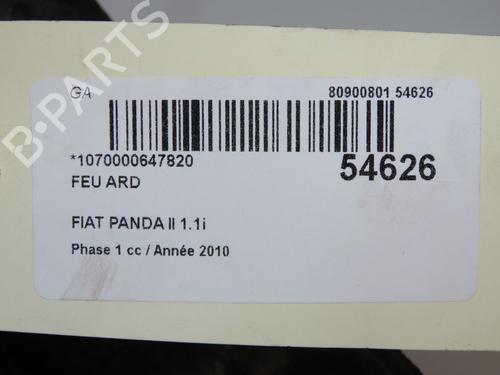 GA 80900801 54626
*1070000647820 54626
FEU ARD
FIAT PANDA II 1.1i
Phase 1 cc / Année 2010
B-PARTS